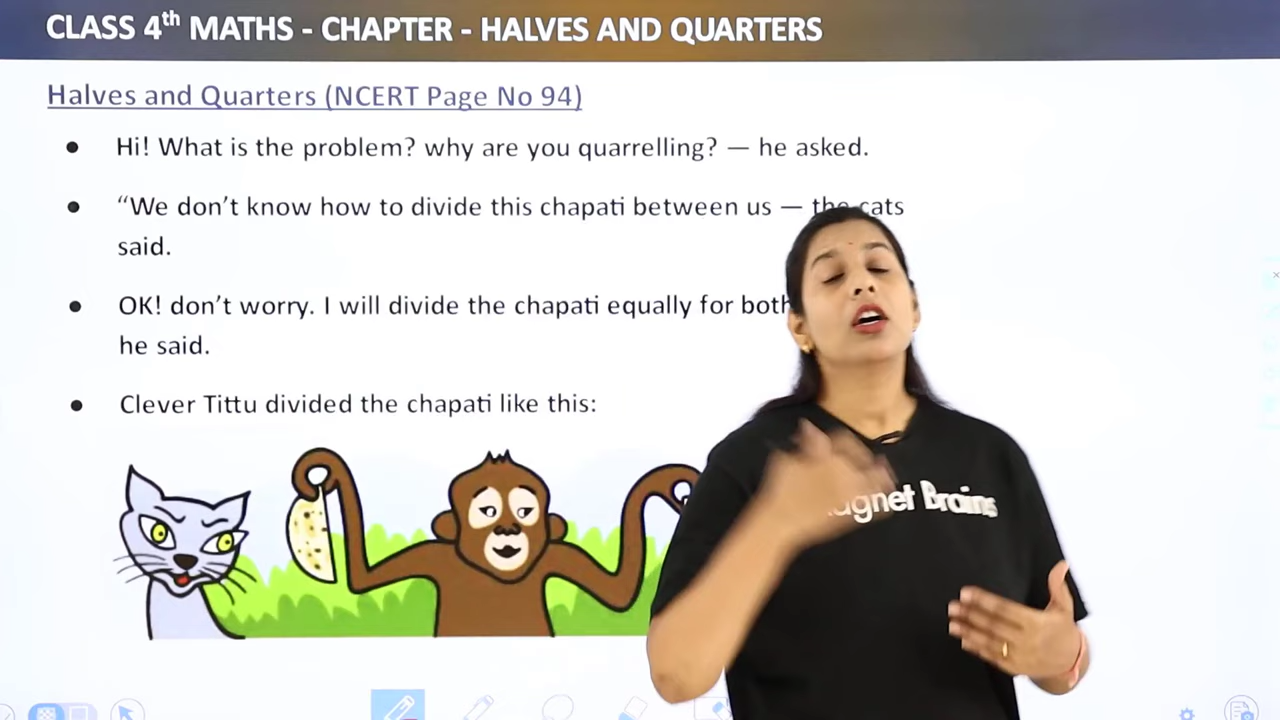 CLASS 4th MATHS - CHAPTER - HALVES AND QUARTERS
Halves and Quarters (NCERT Page No 94)
• Hi! What is the problem? why are you quarrelling? — he asked.
• “We don't know how to divide this chapati between us — the cats
said.
• OK! don't worry. I will divide the chapati equally for both
he said.
• Clever Tittu divided the chapati like this:
Brains